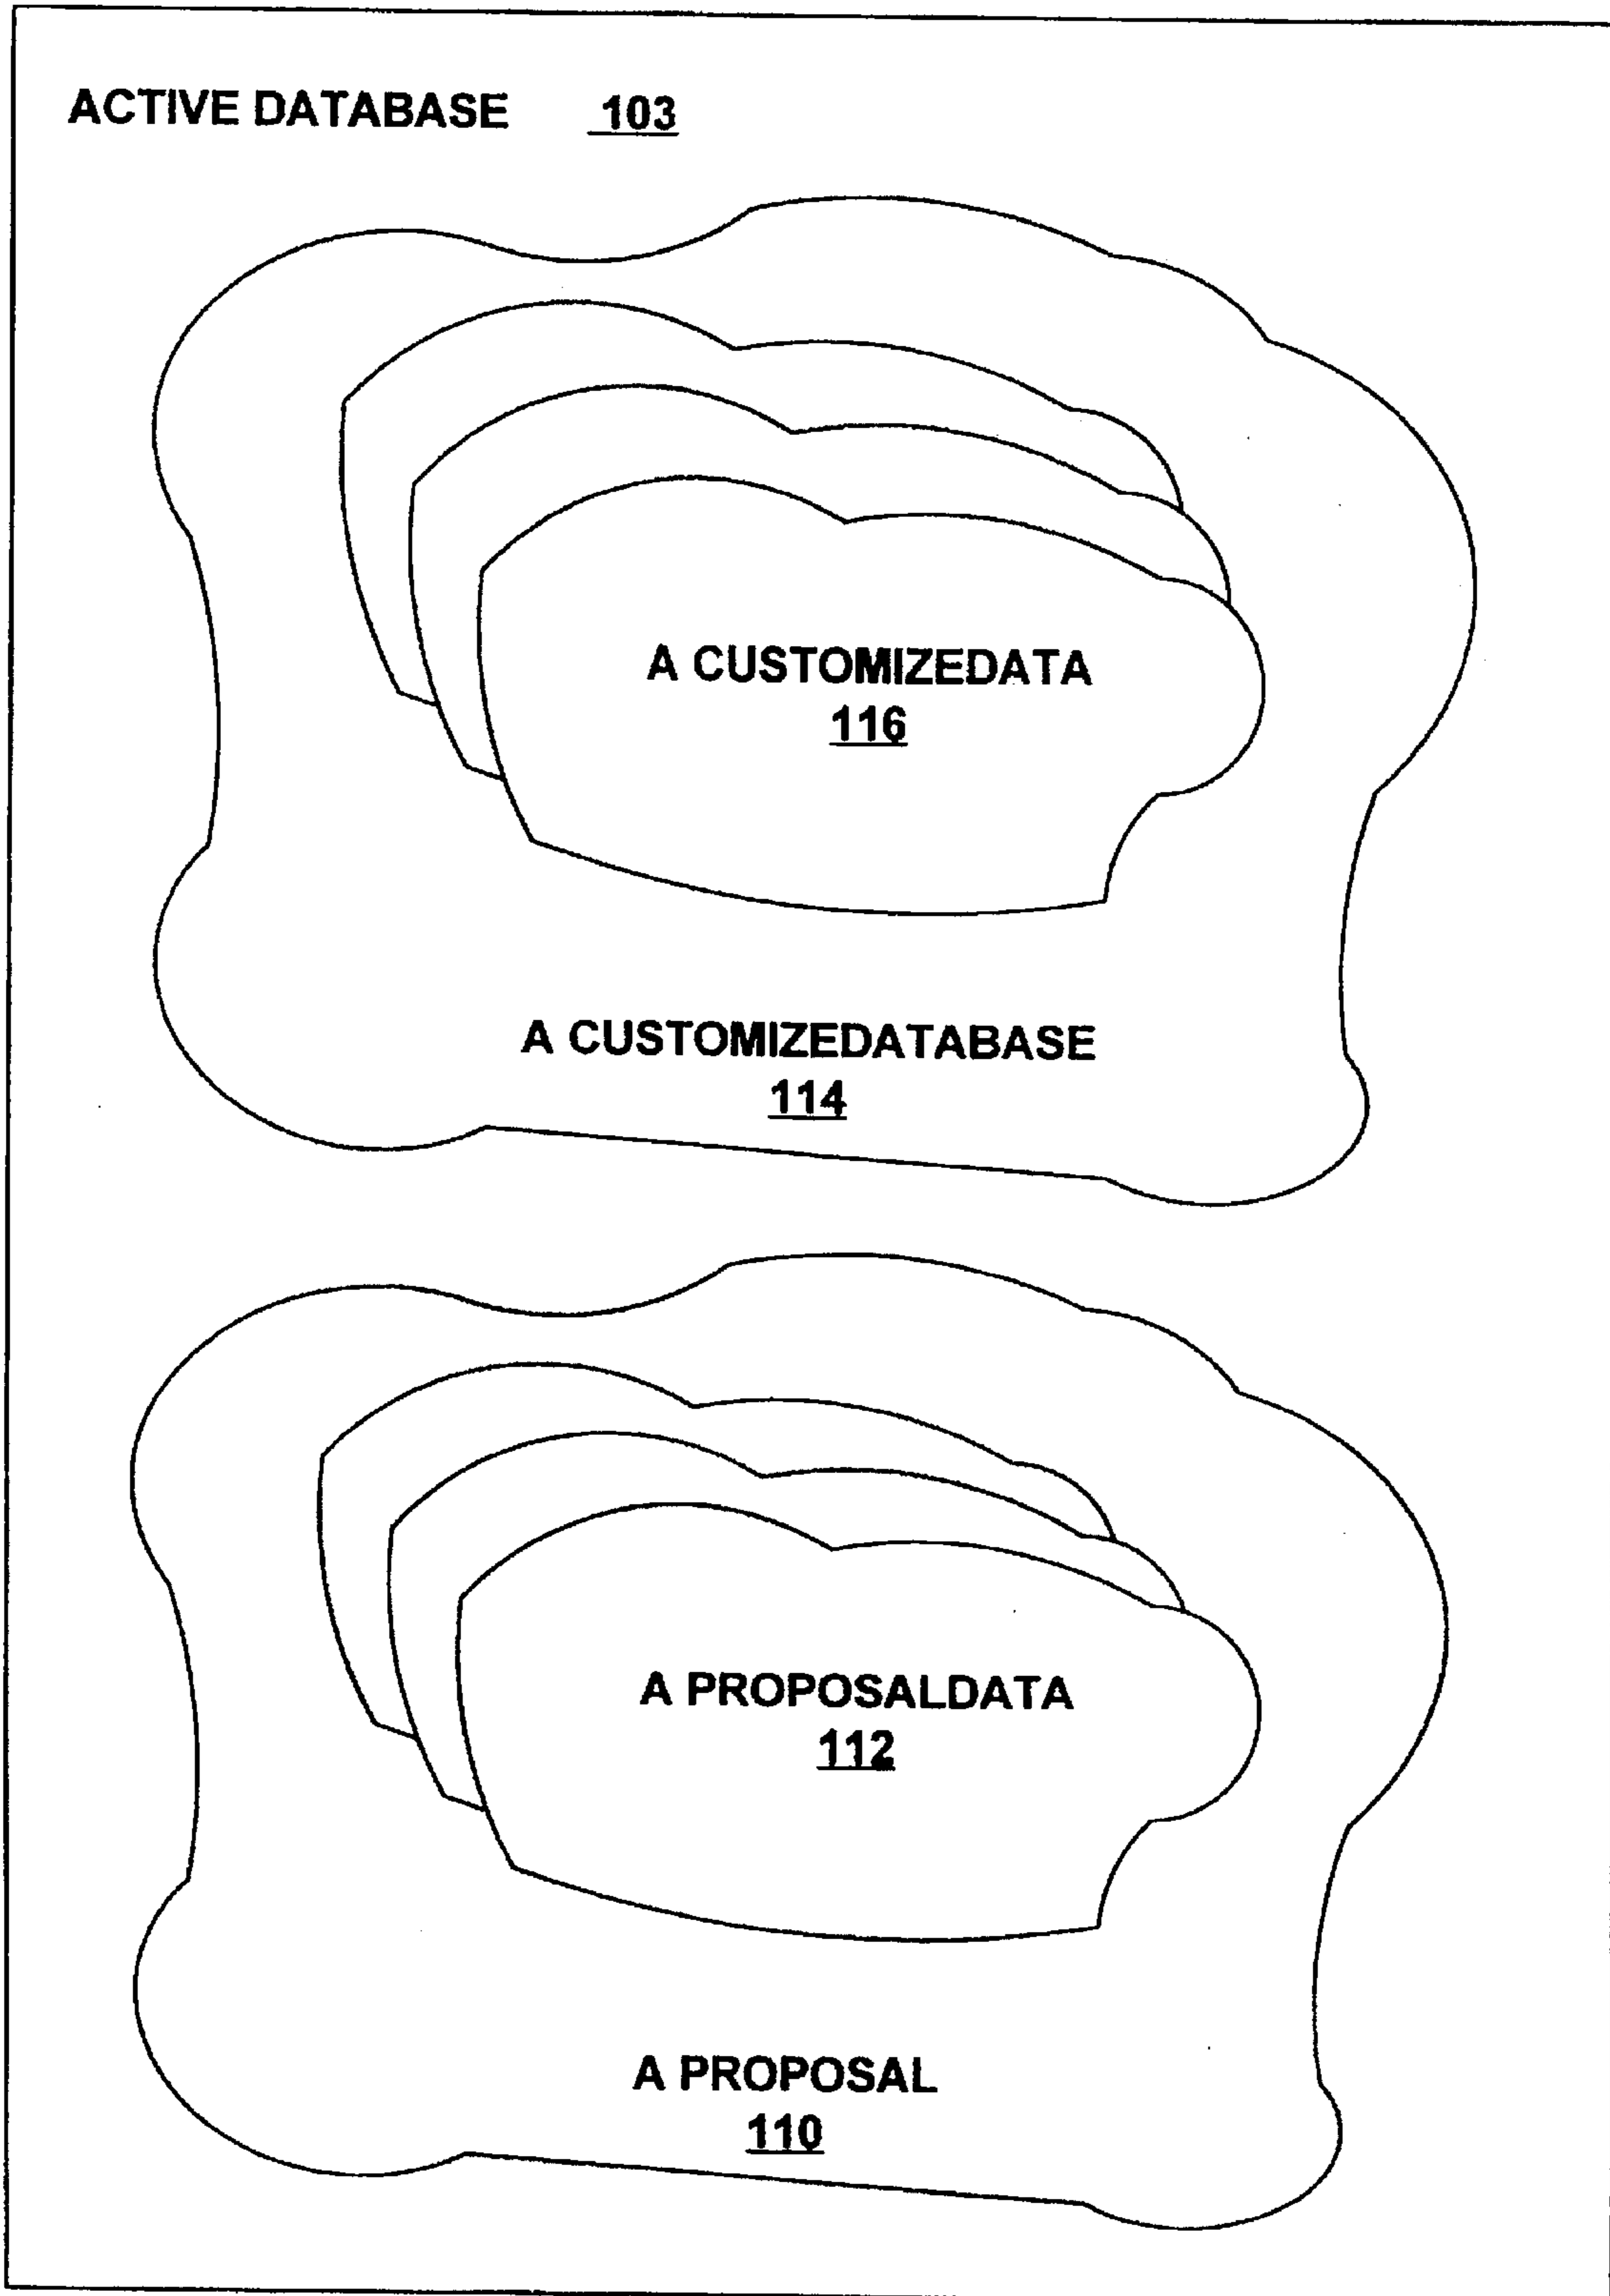 ACTIVE DATABASE 103
A CUSTOMIZEDATA
116
A CUSTOMIZEDATABASE
114
A PROPOSALDATA
112
A PROPOSAL
110